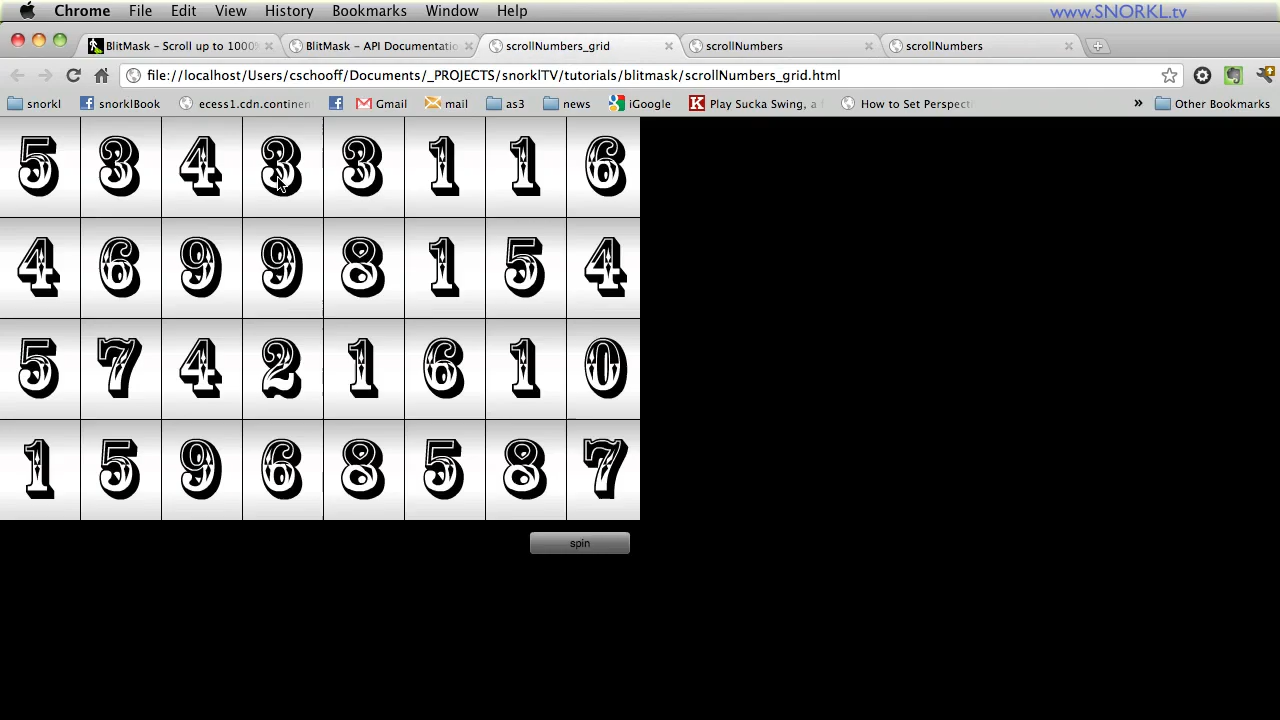 Chrome File Edit View History Bookmarks Window Help www.SNORKL.tv
BlitMask – Scroll up to 1000% BlitMask – API Documentatio scrollNumbers_grid scrollNumbers scrollNumbers
file://localhost/Users/cschooff/Documents/_PROJECTS/snorklTV/tutorials/blitmask/scrollNumbers_grid.html
snorkl snorklBook ecess1.cdn.continen Gmail mail as3 news iGoogle Play Sucka Swing, a How to Set Perspect » Other Bookmarks
5 3 4 3 3 1 1 6
4 6 9 9 8 1 5 4
5 7 4 2 1 6 1 0
1 5 9 6 8 5 8 7
spin